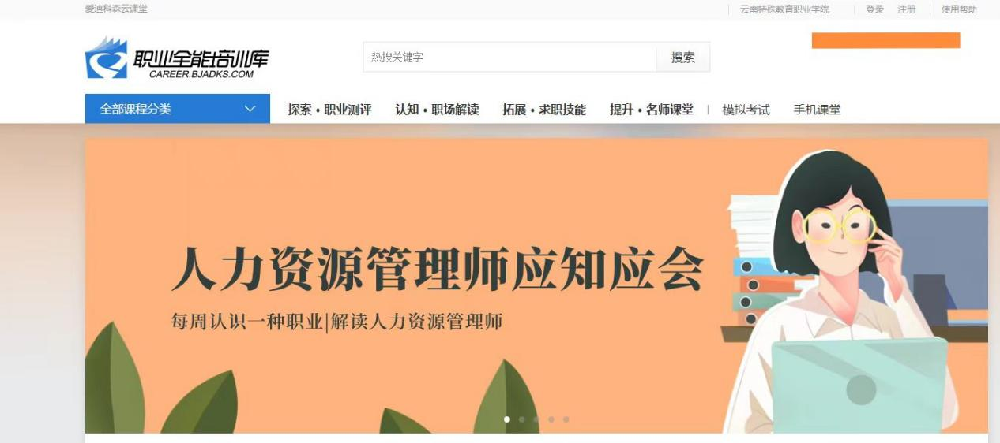 爱迪科森云课堂
云南特殊教育职业学院 登录 注册 使用帮助
职业全能培训库
CAREER.BJADKS.COM
热搜关键字 搜索
全部课程分类 探索·职业测评 认知·职场解读 拓展·求职技能 提升·名师课堂 | 模拟考试 手机课堂
人力资源管理师应知应会
每周认识一种职业|解读人力资源管理师